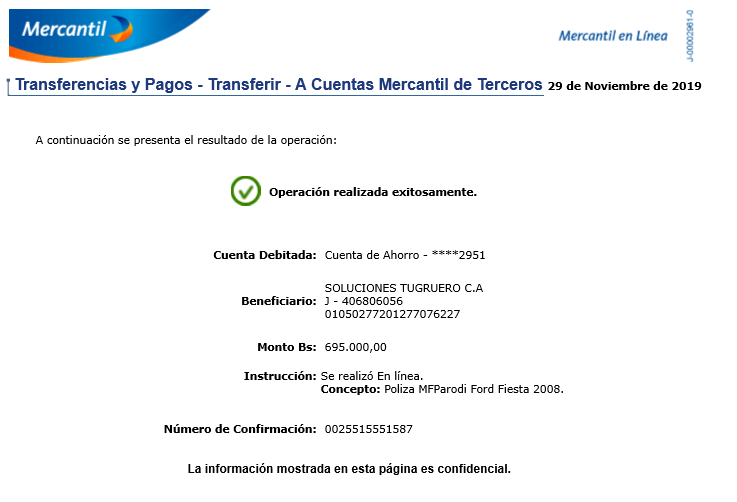 Mercantil
Mercantil en Línea
J-00002961-0
Transferencias y Pagos - Transferir - A Cuentas Mercantil de Terceros 29 de Noviembre de 2019
A continuación se presenta el resultado de la operación:
Operación realizada exitosamente.
Cuenta Debitada: Cuenta de Ahorro - ****2951
SOLUCIONES TUGRUERO C.A
Beneficiario: J - 406806056
01050277201277076227
Monto Bs: 695.000,00
Instrucción: Se realizó En línea.
Concepto: Poliza MFParodi Ford Fiesta 2008.
Número de Confirmación: 0025515551587
La información mostrada en esta página es confidencial.